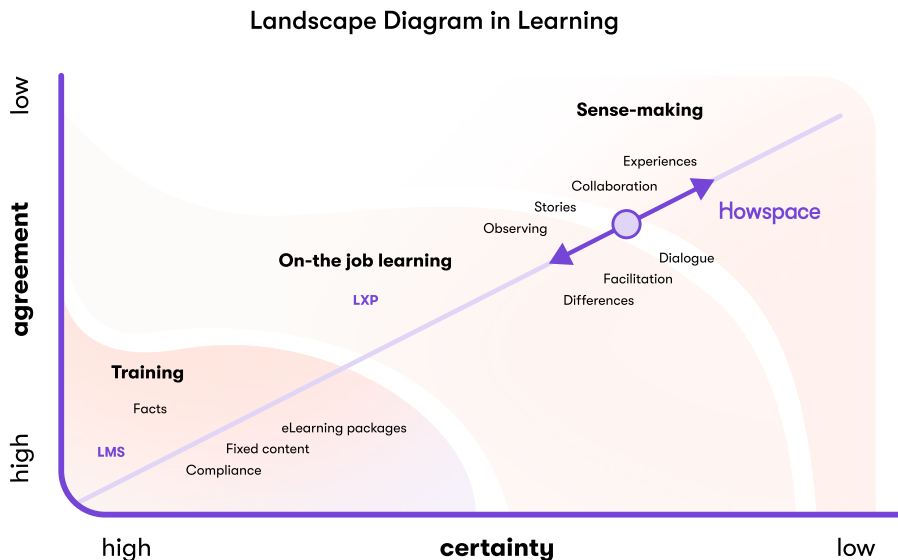 Landscape Diagram in Learning
low
Sense-making
Experiences
Collaboration
Stories
Howspace
Observing
agreement
On-the job learning
Dialogue
Facilitation
LXP
Differences
Training
Facts
eLearning packages
high
LMS
Fixed content
Compliance
high
certainty
low